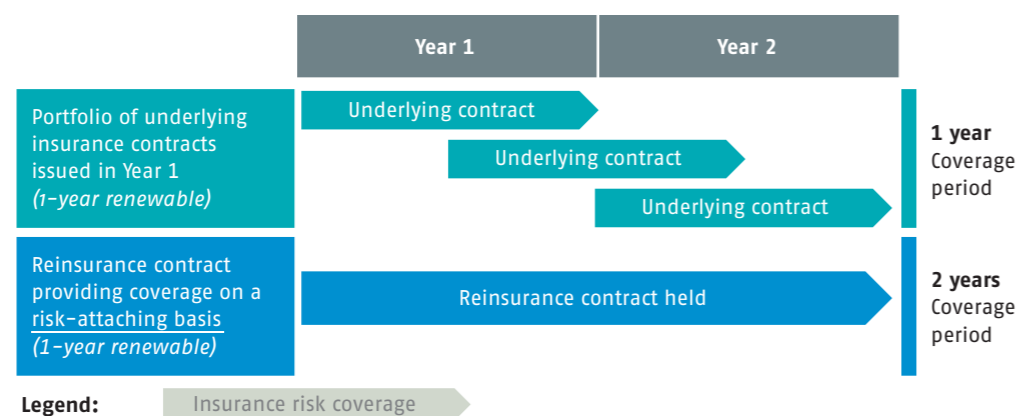 Year 1
Year 2
Portfolio of underlying
insurance contracts
issued in Year 1
(1-year renewable)
Underlying contract
Underlying contract
Underlying contract
1 year
Coverage
period
Reinsurance contract
providing coverage on a
risk-attaching basis
(1-year renewable)
Reinsurance contract held
2 years
Coverage
period
Legend:
Insurance risk coverage